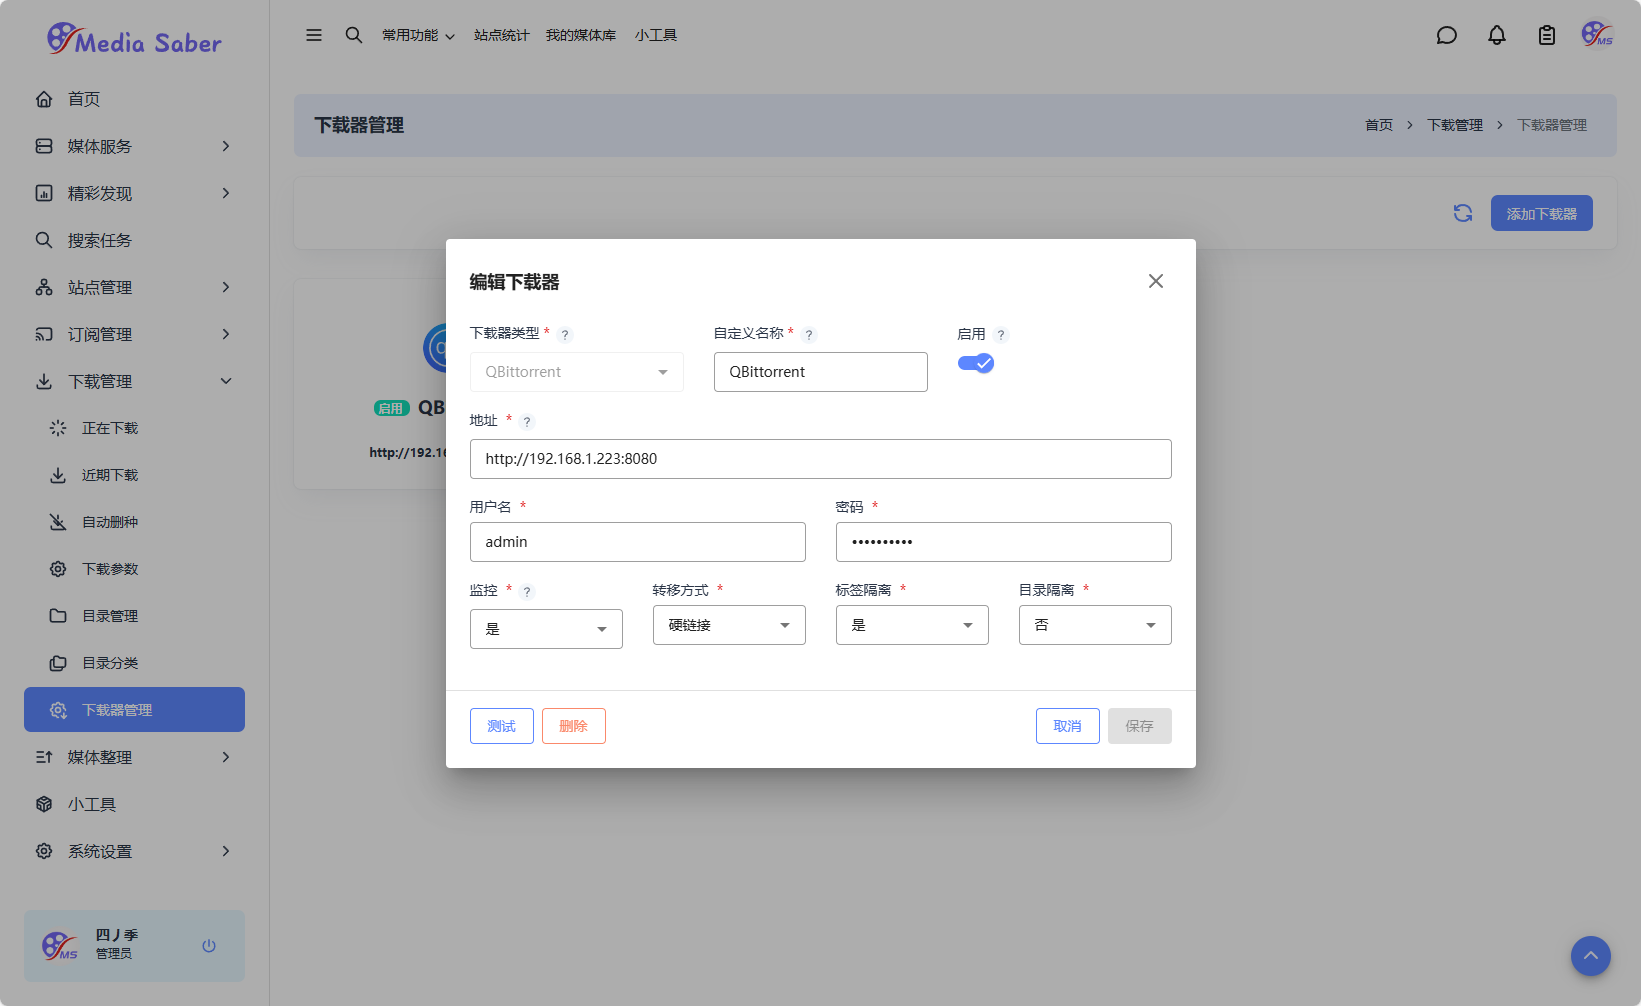 Media Saber
首页
媒体服务
精彩发现
搜索任务
站点管理
订阅管理
下载管理
正在下载
近期下载
自动删种
下载参数
目录管理
目录分类
下载器管理
媒体整理
小工具
系统设置
四丿季
管理员
MS
常用功能 站点统计 我的媒体库 小工具
MS
下载器管理
首页 > 下载管理 > 下载器管理
添加下载器
启用 QB
http://192.16
编辑下载器
下载器类型 * ?
QBittorrent
自定义名称 * ?
QBittorrent
启用 ?
地址 * ?
http://192.168.1.223:8080
用户名 *
admin
密码 *
••••••••••
监控 * ?
是
转移方式 *
硬链接
标签隔离 *
是
目录隔离 *
否
测试 删除 取消 保存